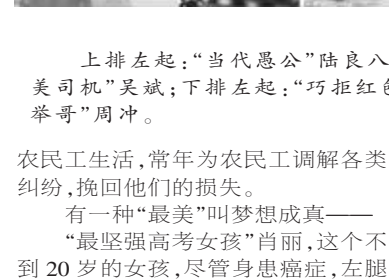 上排左起：“当代愚公”陆良八
美司机”吴斌；下排左起：“巧拒红
举哥”周冲。
农民工生活，常年为农民工调解各类
纠纷，挽回他们的损失。
有一种“最美”叫梦想成真——
“最坚强高考女孩”肖丽，这个不
到 20 岁的女孩，尽管身患癌症，左腿